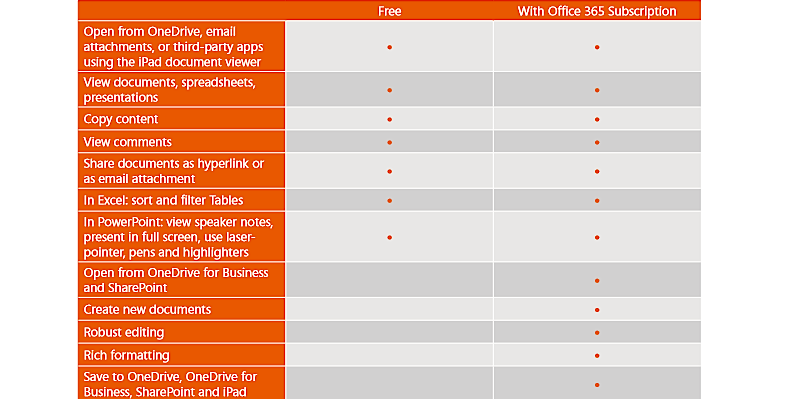 Free With Office 365 Subscription
Open from OneDrive, email
attachments, or third-party apps
using the iPad document viewer
View documents, spreadsheets,
presentations
Copy content
View comments
Share documents as hyperlink or
as email attachment
In Excel: sort and filter Tables
In PowerPoint: view speaker notes,
present in full screen, use laser-
pointer, pens and highlighters
Open from OneDrive for Business
and SharePoint
Create new documents
Robust editing
Rich formatting
Save to OneDrive, OneDrive for
Business, SharePoint and iPad